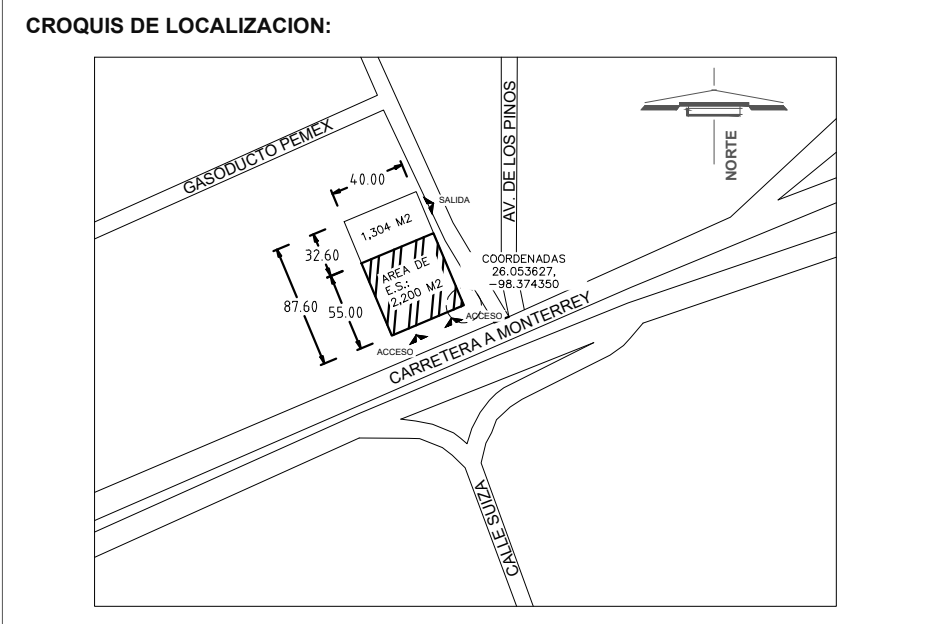 CROQUIS DE LOCALIZACION:
GASODUCTO PEMEX
AV. DE LOS PINOS
NORTE
40.00
SALIDA
1,304 M2
32.60
87.60
55.00
AREA DE
E.S.:
2,200 M2
COORDENADAS
26.053627,
-98.374350
ACCESO
ACCESO
CARRETERA A MONTERREY
CALLE SUIZA